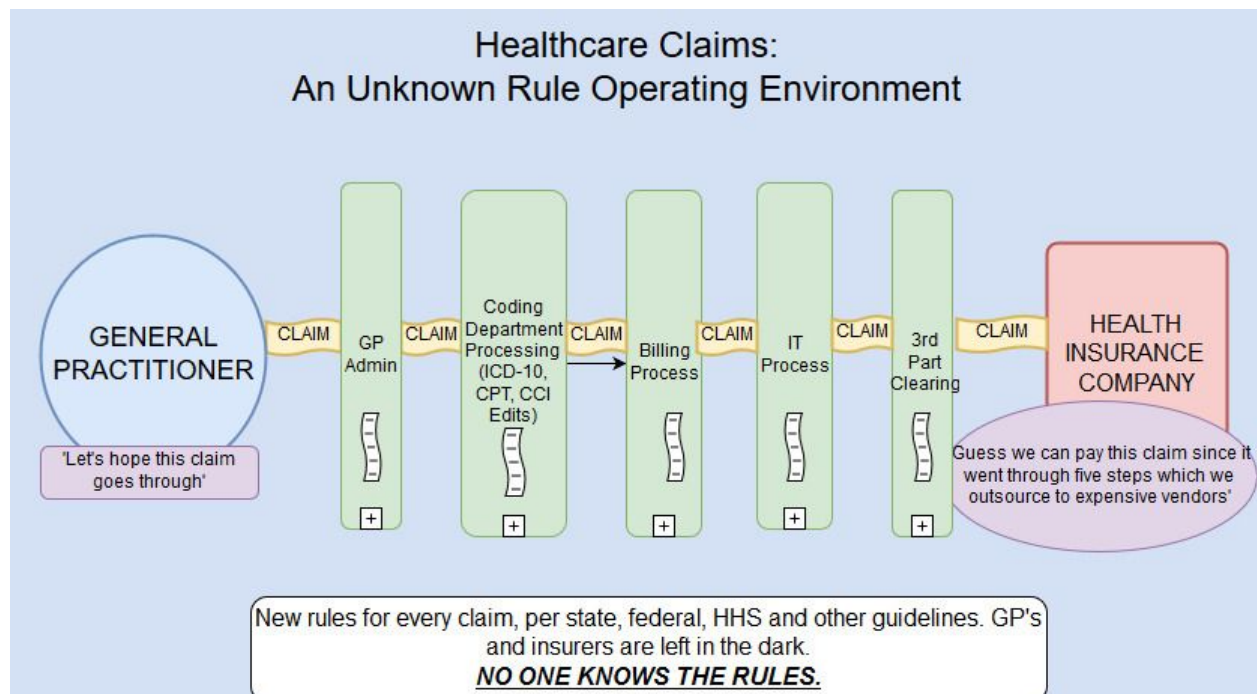 Healthcare Claims:
An Unknown Rule Operating Environment
GENERAL
PRACTITIONER
'Let's hope this claim
goes through'
CLAIM
GP
Admin
CLAIM
Coding
Department
Processing
(ICD-10,
CPT, CCI
Edits)
CLAIM
Billing
Process
CLAIM
IT
Process
CLAIM
3rd
Part
Clearing
CLAIM
HEALTH
INSURANCE
COMPANY
Guess we can pay this claim since it
went through five steps which we
outsource to expensive vendors'
New rules for every claim, per state, federal, HHS and other guidelines. GP's
and insurers are left in the dark.
NO ONE KNOWS THE RULES.